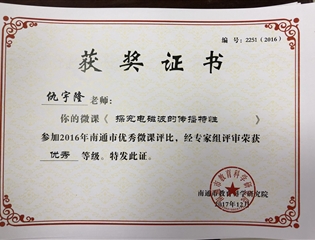 编 号:2251(2016)
获奖证书
仇宇隆 老师:
你的微课《 探究电磁波的传播特性 》
参加2016年南通市优秀微课评比,经专家组评审荣获
优秀 等级。特发此证。
南通市教育科学研究院
2017年12月